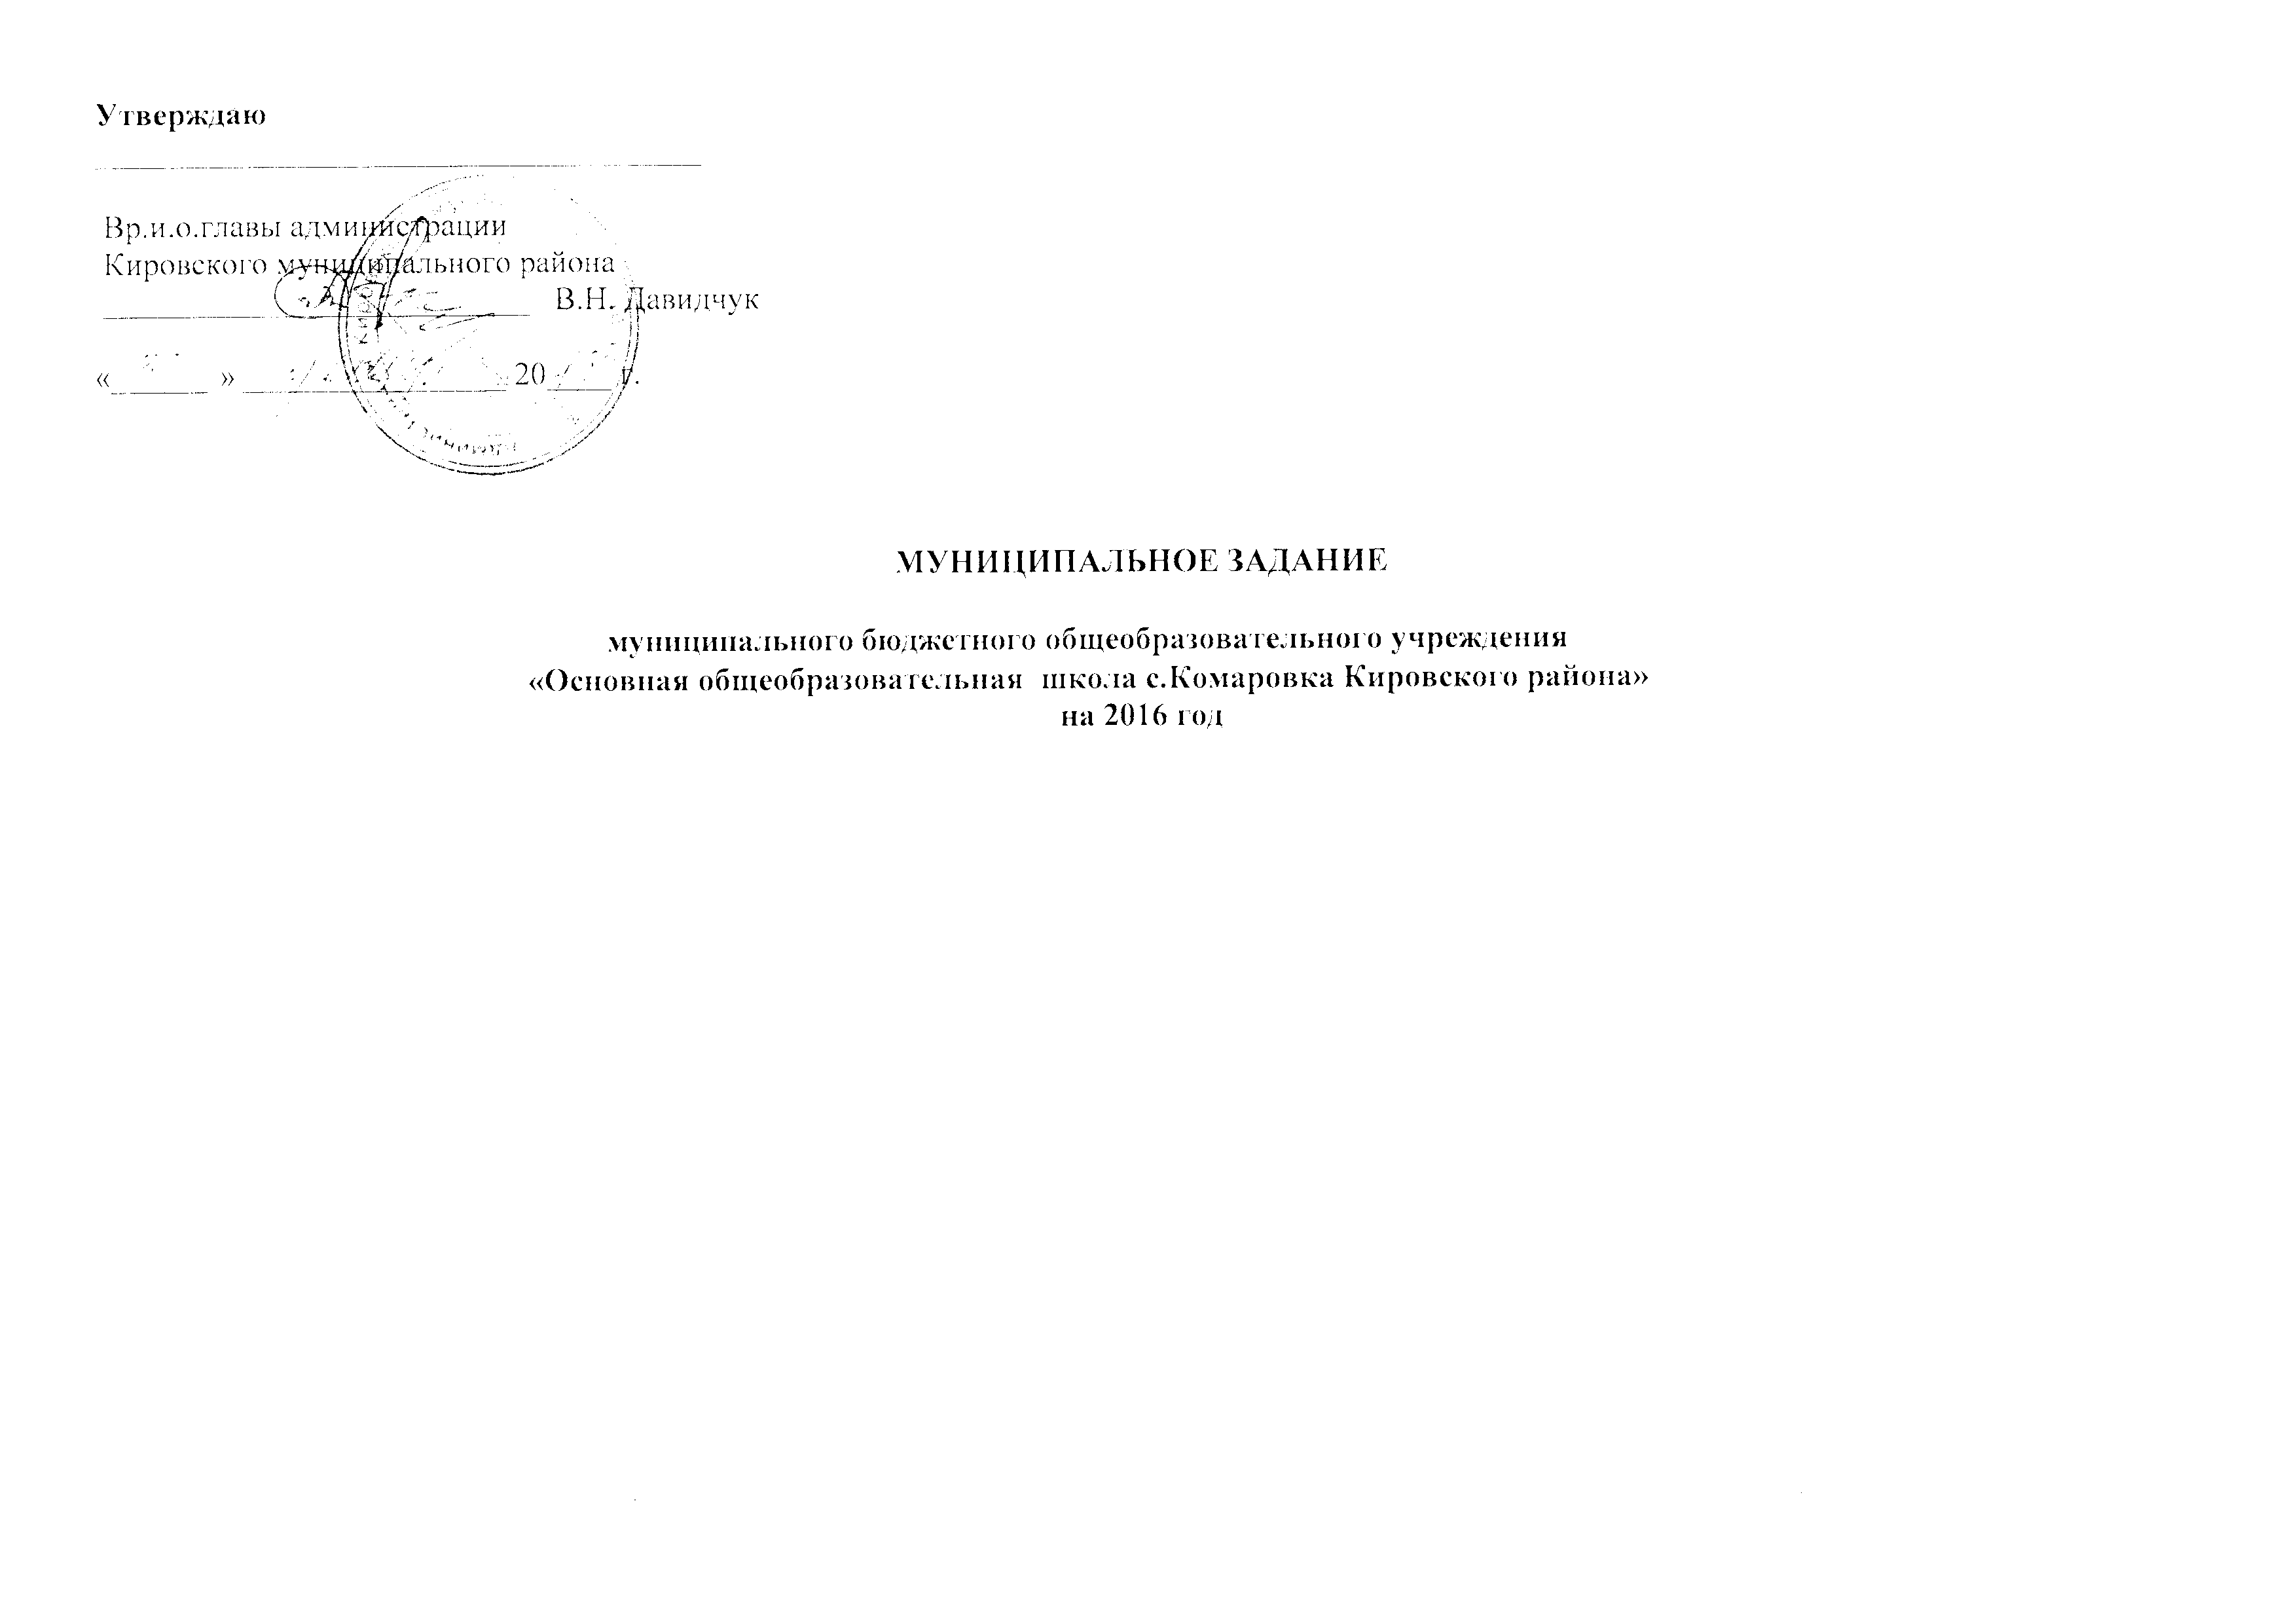 Утверждаю
Вр.и.о.главы администрации
Кировского муниципального района
В.Н. Давидчук
« » 20 г.
МУНИЦИПАЛЬНОЕ ЗАДАНИЕ
муниципального бюджетного общеобразовательного учреждения
«Основная общеобразовательная школа с.Комаровка Кировского района»
на 2016 год